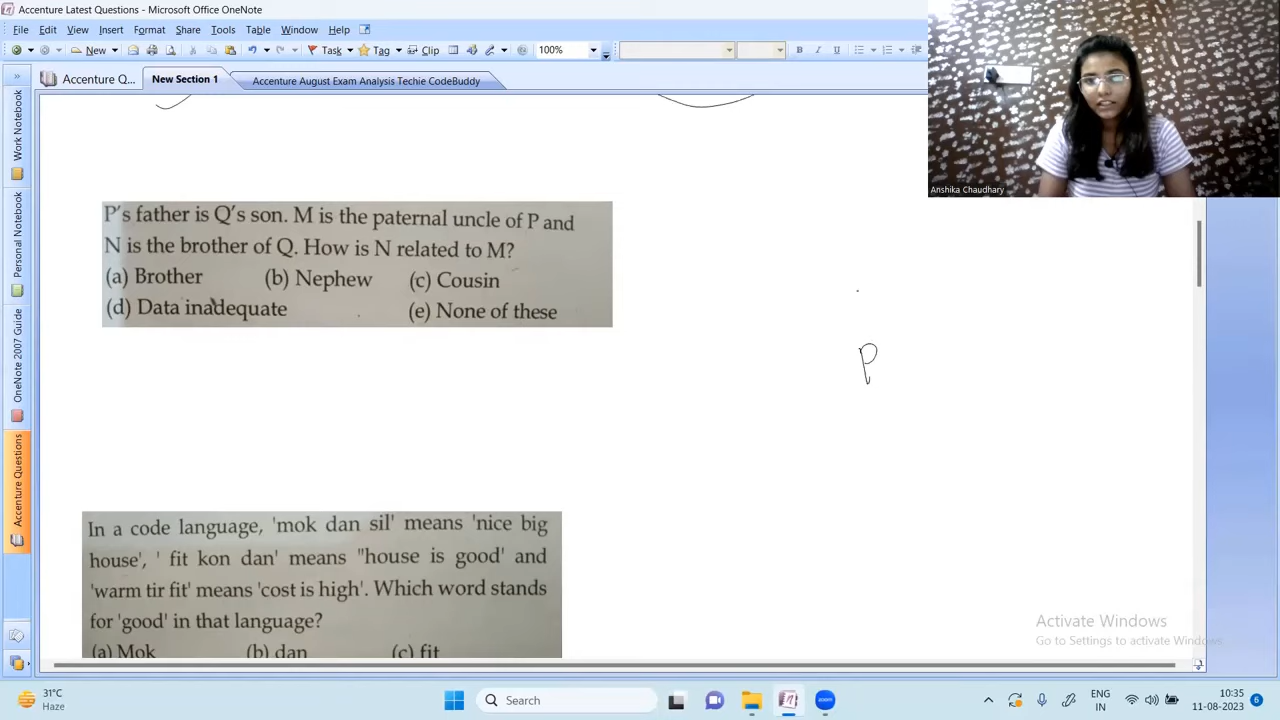 Accenture Latest Questions - Microsoft Office OneNote
File Edit View Insert Format Share Tools Table Window Help
New Task Tag Clip 100% B I U
Accenture Q... New Section 1 Accenture August Exam Analysis Techie CodeBuddy
Work Notebook
Personal Notebook
OneNote 2007 Guide
Accenture Questions
Anshika Chaudhary
P's father is Q's son. M is the paternal uncle of P and
N is the brother of Q. How is N related to M?
(a) Brother (b) Nephew (c) Cousin
(d) Data inadequate (e) None of these
P
In a code language, 'mok dan sil' means 'nice big
house', ' fit kon dan' means "house is good' and
'warm tir fit' means 'cost is high'. Which word stands
for 'good' in that language?
(a) Mok (b) dan (c) fit
Activate Windows
Go to Settings to activate Windows.
31°C
Haze
Search
ENG
IN
10:35
11-08-2023
6